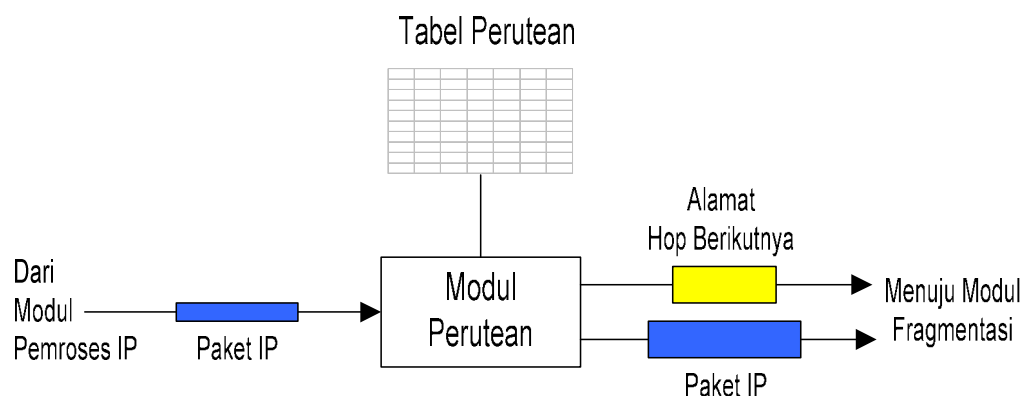 Tabel Perutean
Dari
Modul
Pemroses IP
Paket IP
Modul
Perutean
Alamat
Hop Berikutnya
Paket IP
Menuju Modul
Fragmentasi